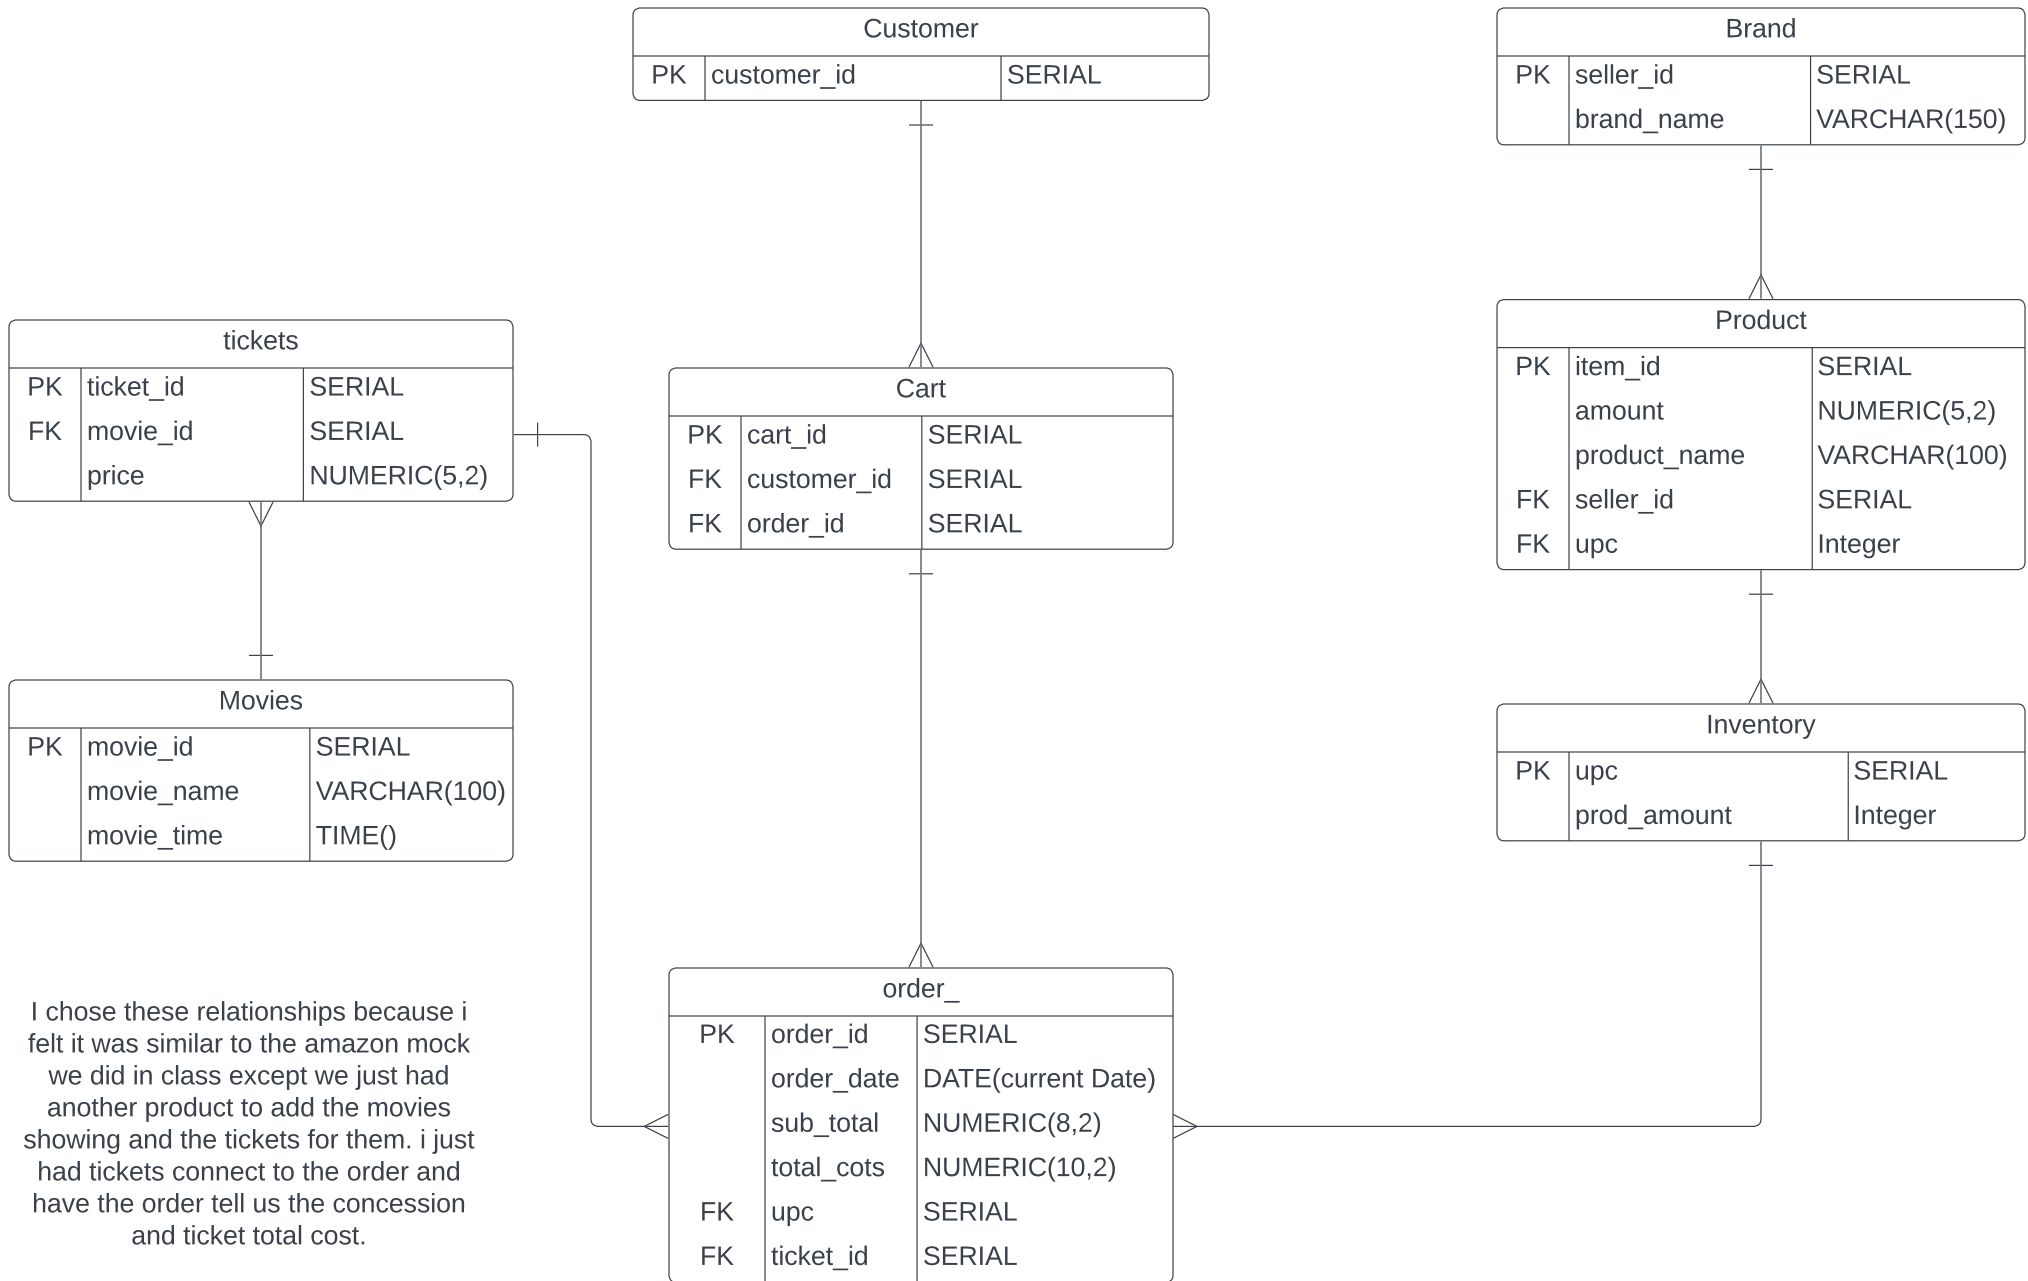 Customer
PK customer_id SERIAL
Brand
PK seller_id SERIAL
brand_name VARCHAR(150)
tickets
PK ticket_id SERIAL
FK movie_id SERIAL
price NUMERIC(5,2)
Cart
PK cart_id SERIAL
FK customer_id SERIAL
FK order_id SERIAL
Product
PK item_id SERIAL
amount NUMERIC(5,2)
product_name VARCHAR(100)
FK seller_id SERIAL
FK upc Integer
Movies
PK movie_id SERIAL
movie_name VARCHAR(100)
movie_time TIME()
Inventory
PK upc SERIAL
prod_amount Integer
I chose these relationships because i
felt it was similar to the amazon mock
we did in class except we just had
another product to add the movies
showing and the tickets for them. i just
had tickets connect to the order and
have the order tell us the concession
and ticket total cost.
order_
PK order_id SERIAL
order_date DATE(current Date)
sub_total NUMERIC(8,2)
total_cots NUMERIC(10,2)
FK upc SERIAL
FK ticket_id SERIAL